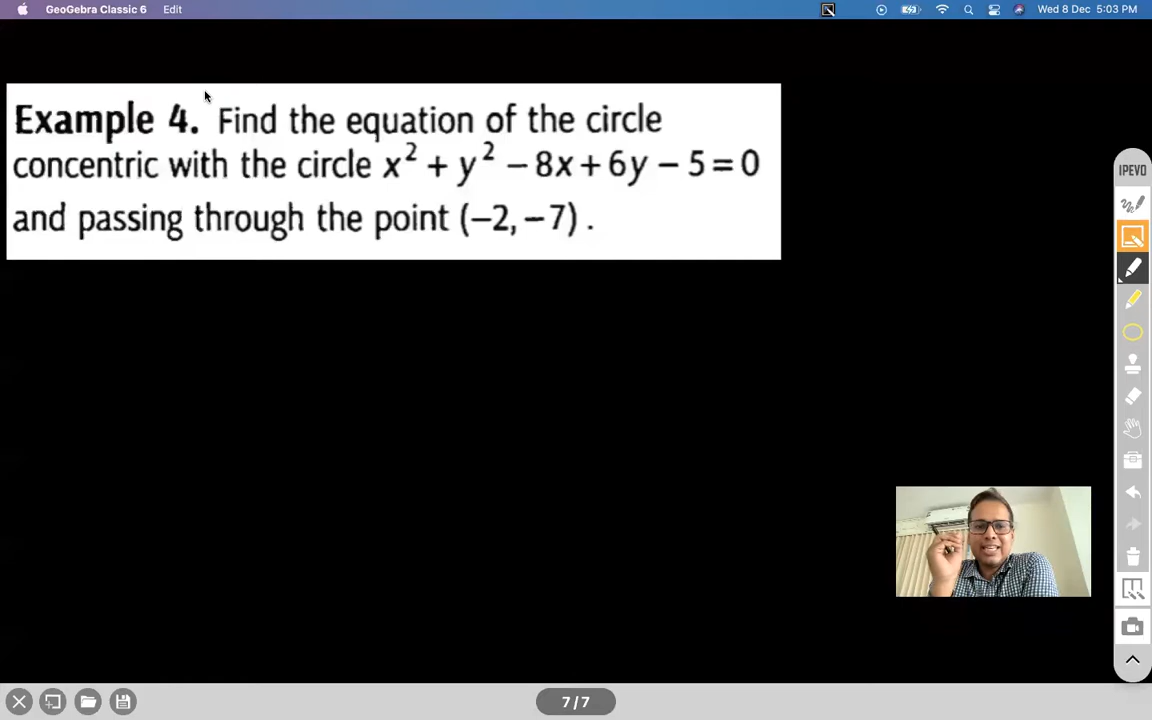 GeoGebra Classic 6 Edit Wed 8 Dec 5:03 PM
Example 4. Find the equation of the circle
concentric with the circle x² + y² − 8x + 6y − 5 = 0
and passing through the point (−2, −7) .
IPEVO
7 / 7